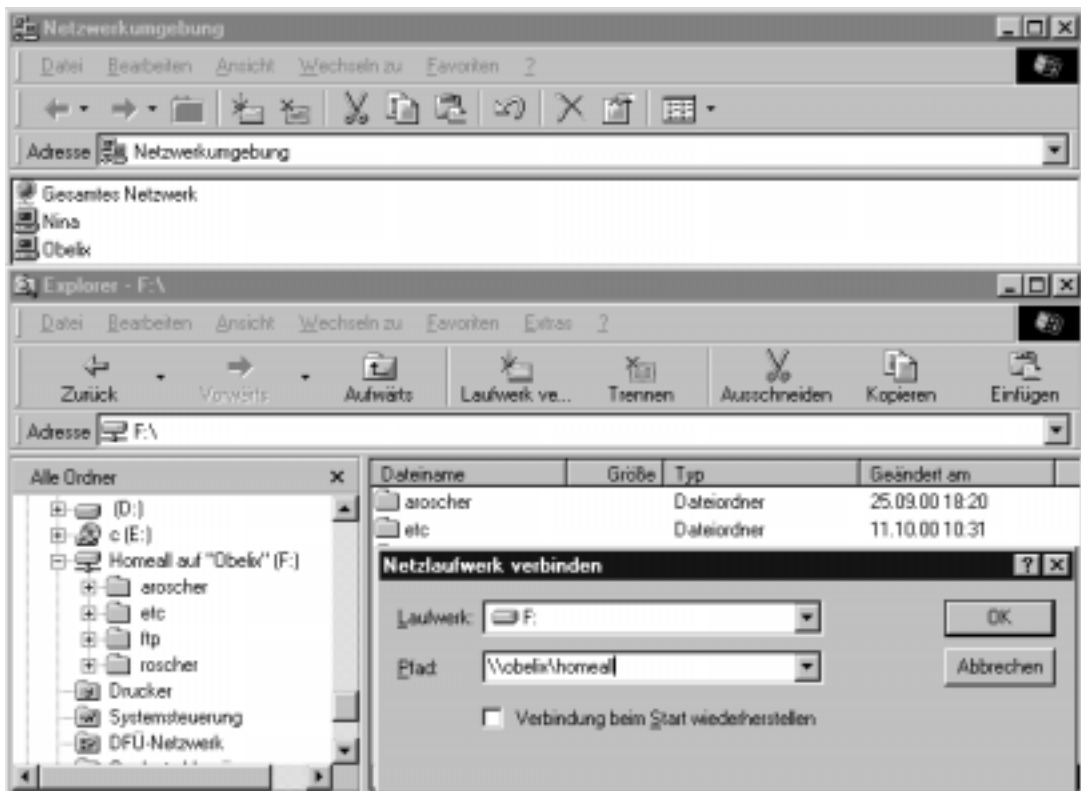 Netzwerkumgebung
Datei Bearbeiten Ansicht Wechseln zu Favoriten ?
Adresse Netzwerkumgebung
Gesamtes Netzwerk
Nina
Obelix
Explorer - F:\
Datei Bearbeiten Ansicht Wechseln zu Favoriten Extras ?
Zurück Vorwärts Aufwärts Laufwerk ve... Trennen Ausschneiden Kopieren Einfügen
Adresse F:\
Alle Ordner
(D:)
c (E:)
Homeall auf "Obelix" (F:)
aroscher
etc
ftp
roscher
Drucker
Systemsteuerung
DFÜ-Netzwerk
Dateiname Größe Typ Geändert am
aroscher Dateiordner 25.09.00 18:20
etc Dateiordner 11.10.00 10:31
Netzlaufwerk verbinden
Laufwerk: F: OK
Pfad: \\obelix\homeall Abbrechen
Verbindung beim Start wiederherstellen